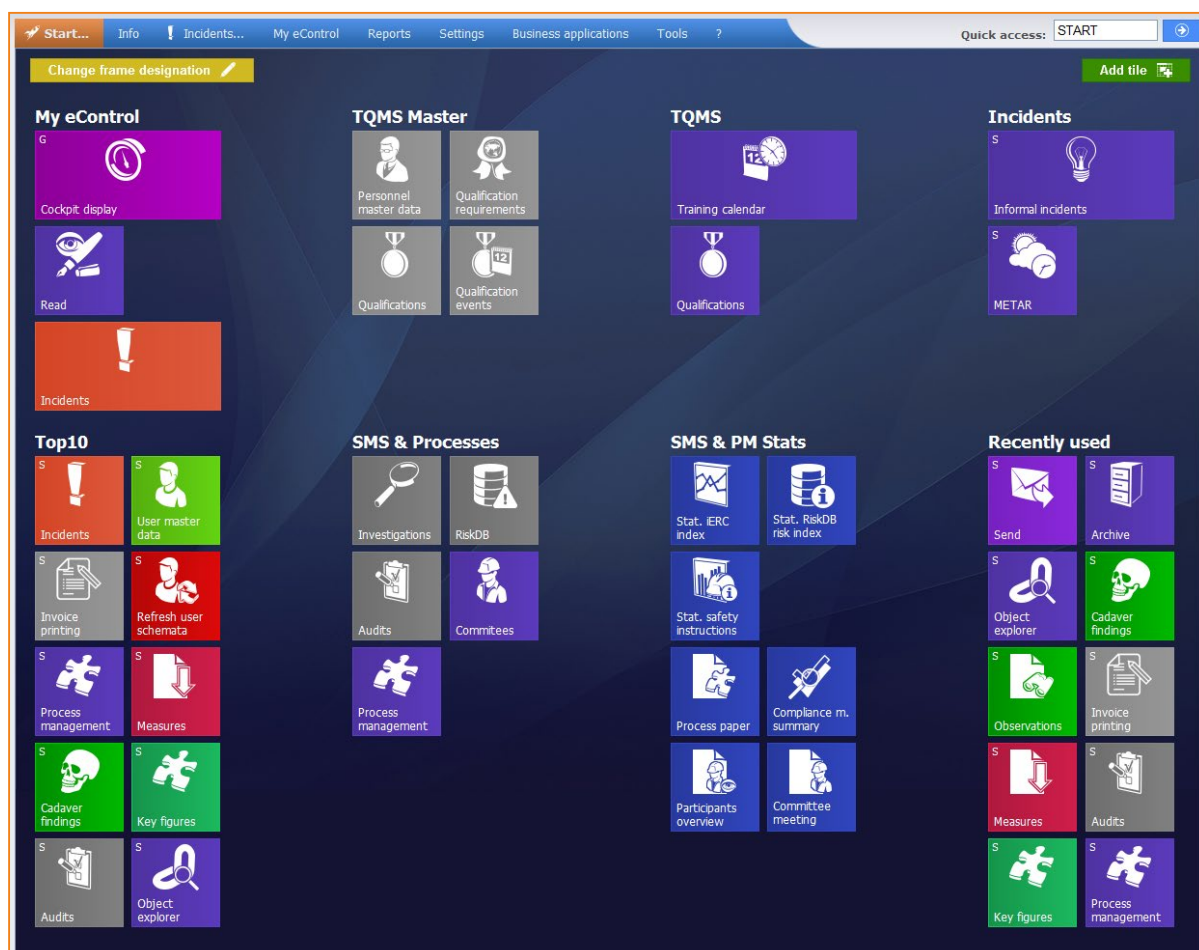 Start... Info Incidents... My eControl Reports Settings Business applications Tools ? Quick access: START
Change frame designation
Add tile
My eControl
G
Cockpit display
Read
Incidents
TQMS Master
Personnel
master data
Qualification
requirements
Qualifications
12
Qualification
events
TQMS
12
Training calendar
Qualifications
Incidents
S
Informal incidents
S
METAR
Top10
S
Incidents
S
User master
data
S
Invoice
printing
S
Refresh user
schemata
S
Process
management
S
Measures
S
Cadaver
findings
S
Key figures
S
Audits
S
Object
explorer
SMS & Processes
Investigations
RiskDB
Audits
Commitees
Process
management
SMS & PM Stats
Stat. iERC
index
Stat. RiskDB
risk index
Stat. safety
instructions
Process paper
Compliance m.
summary
Participants
overview
Committee
meeting
Recently used
S
Send
S
Archive
S
Object
explorer
S
Cadaver
findings
S
Observations
S
Invoice
printing
S
Measures
S
Audits
S
Key figures
S
Process
management